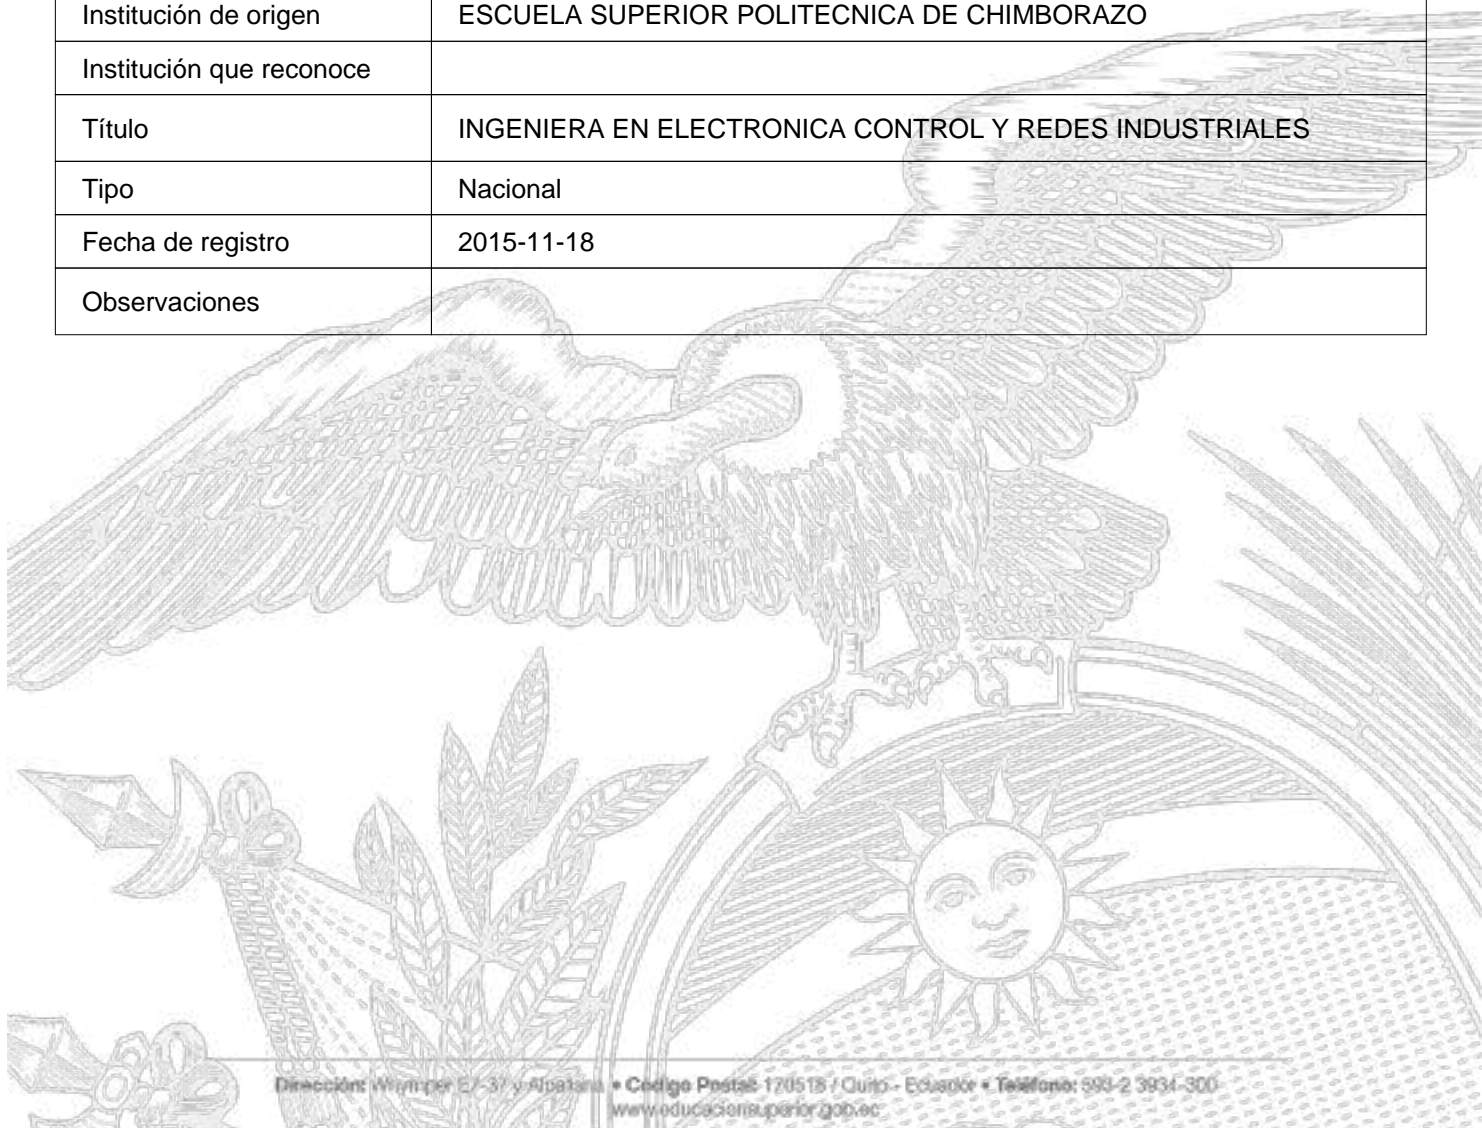 Institución de origen ESCUELA SUPERIOR POLITECNICA DE CHIMBORAZO
Institución que reconoce
Título INGENIERA EN ELECTRONICA CONTROL Y REDES INDUSTRIALES
Tipo Nacional
Fecha de registro 2015-11-18
Observaciones
Dirección: Whymper E7-37 y Alpallana • Código Postal: 170518 / Quito - Ecuador • Teléfono: 593-2 3934-300
www.educacionsuperior.gob.ec